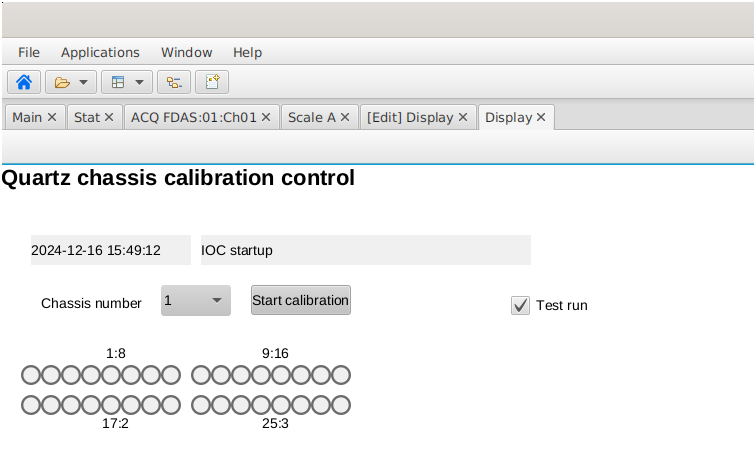 File Applications Window Help
Main Stat ACQ FDAS:01:Ch01 Scale A [Edit] Display Display
Quartz chassis calibration control
2024-12-16 15:49:12 IOC startup
Chassis number 1 Start calibration Test run
1:8 9:16
17:2 25:3